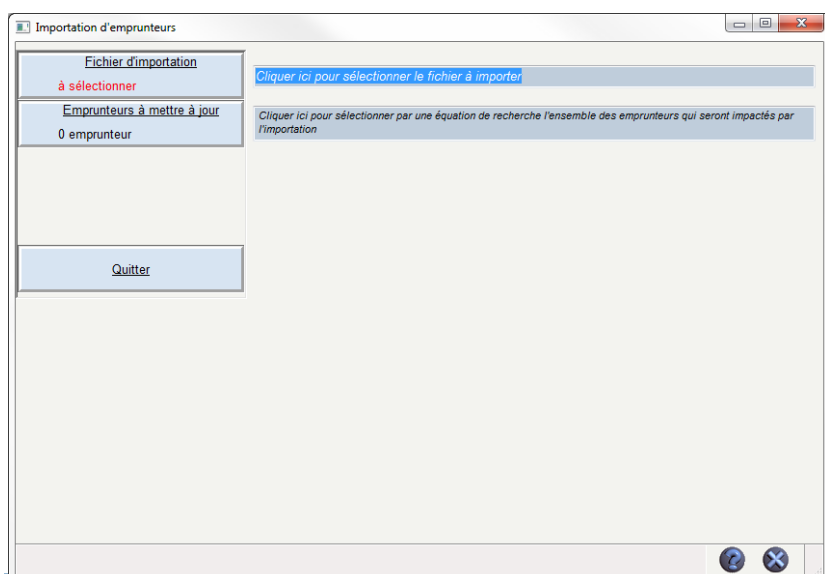 Importation d'emprunteurs
Fichier d'importation
à sélectionner
Cliquer ici pour sélectionner le fichier à importer
Emprunteurs à mettre à jour
0 emprunteur
Cliquer ici pour sélectionner par une équation de recherche l'ensemble des emprunteurs qui seront impactés par
l'importation
Quitter